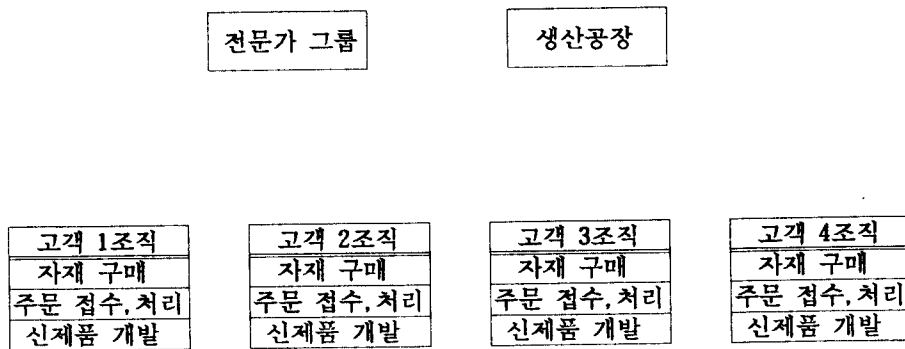 전문가 그룹
생산공장
고객 1조직
자재 구매
주문 접수,처리
신제품 개발
고객 2조직
자재 구매
주문 접수,처리
신제품 개발
고객 3조직
자재 구매
주문 접수,처리
신제품 개발
고객 4조직
자재 구매
주문 접수,처리
신제품 개발